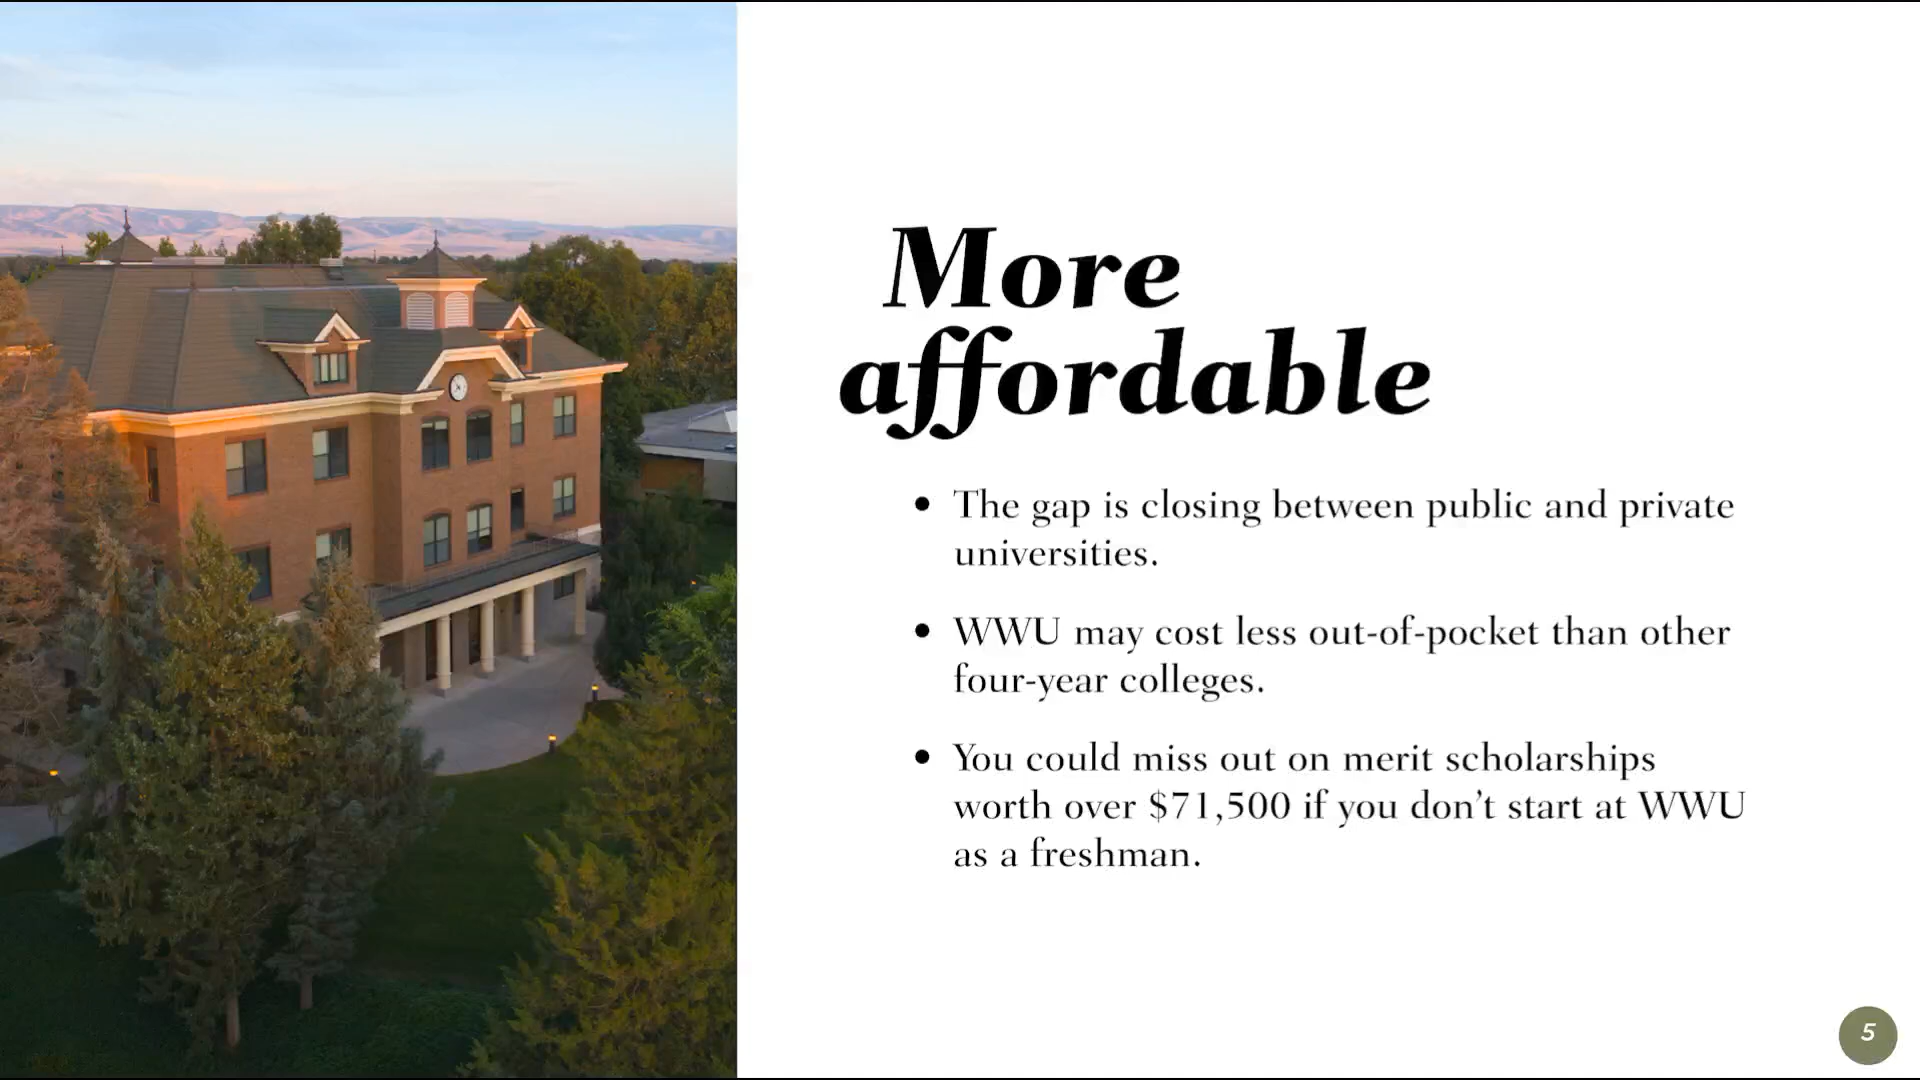 More
affordable
• The gap is closing between public and private
universities.
• WWU may cost less out-of-pocket than other
four-year colleges.
• You could miss out on merit scholarships
worth over $71,500 if you don’t start at WWU
as a freshman.
5